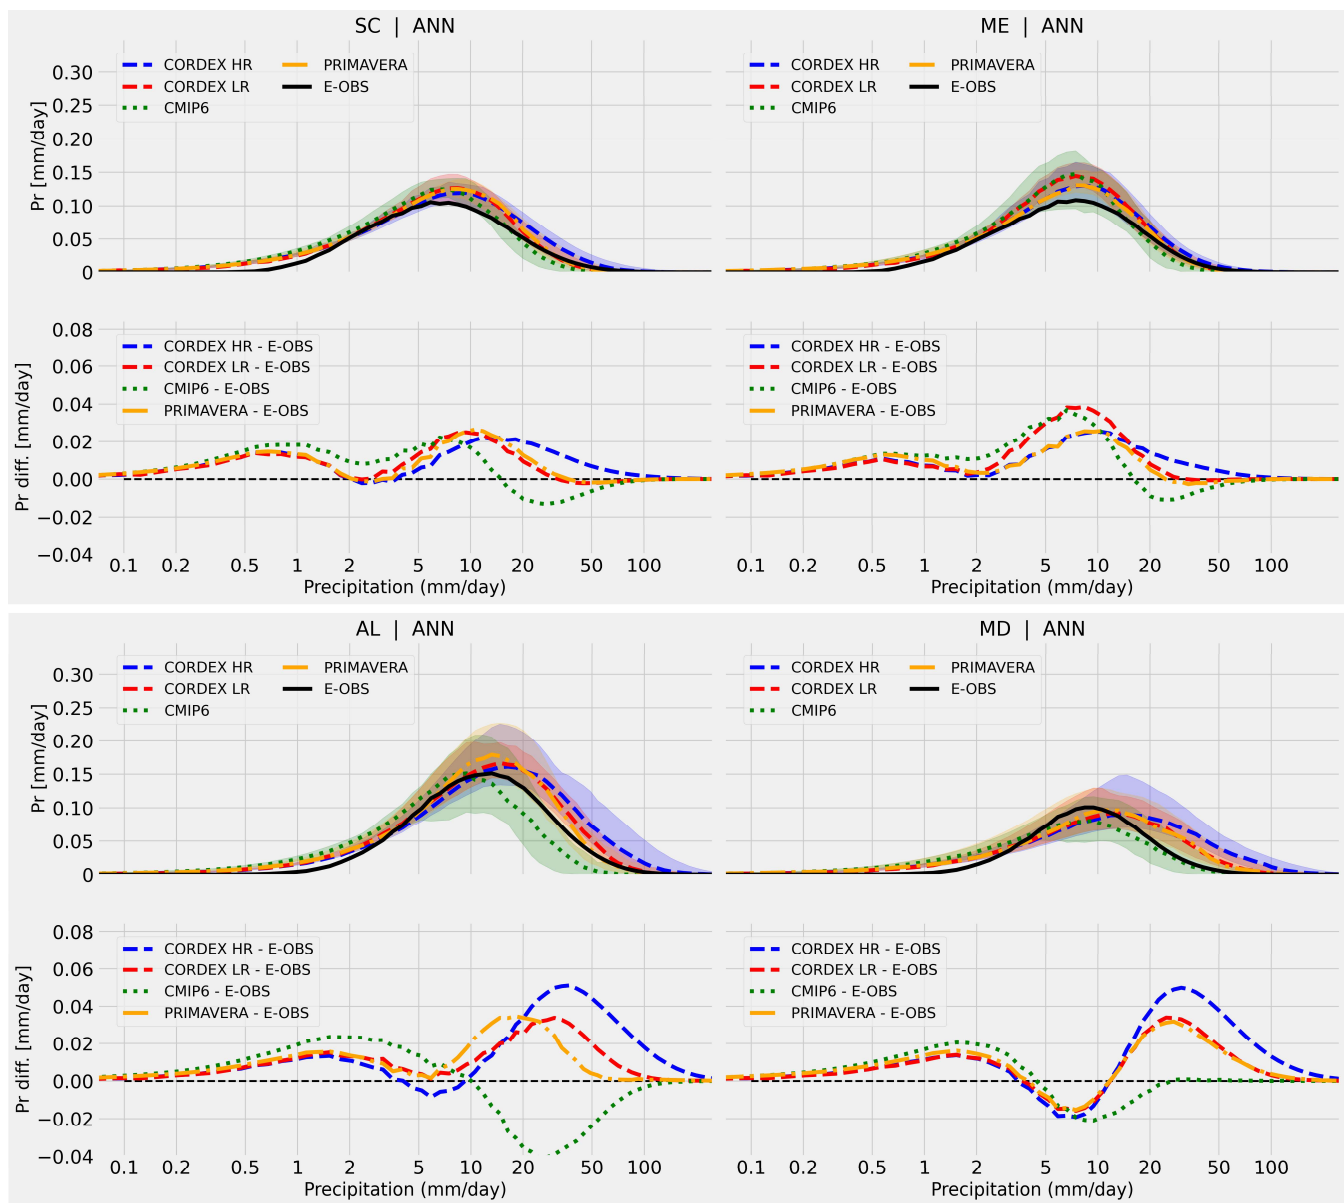 SC | ANN
Pr [mm/day]
0.30
0.25
0.20
0.15
0.10
0.05
0
CORDEX HR
CORDEX LR
CMIP6
PRIMAVERA
E-OBS
Pr diff. [mm/day]
0.08
0.06
0.04
0.02
0.00
−0.02
−0.04
CORDEX HR - E-OBS
CORDEX LR - E-OBS
CMIP6 - E-OBS
PRIMAVERA - E-OBS
0.1 0.2 1 2 5 10 20 50 100
Precipitation (mm/day)
ME | ANN
CORDEX HR
CORDEX LR
CMIP6
PRIMAVERA
E-OBS
Pr [mm/day]
CORDEX HR - E-OBS
CORDEX LR - E-OBS
CMIP6 - E-OBS
PRIMAVERA - E-OBS
0.1 0.2 1 2 5 10 20 50 100
Precipitation (mm/day)
AL | ANN
Pr [mm/day]
0.30
0.25
0.20
0.15
0.10
0.05
0
CORDEX HR
CORDEX LR
CMIP6
PRIMAVERA
E-OBS
Pr diff. [mm/day]
0.08
0.06
0.04
0.02
0.00
−0.02
−0.04
CORDEX HR - E-OBS
CORDEX LR - E-OBS
CMIP6 - E-OBS
PRIMAVERA - E-OBS
0.1 0.2 1 2 5 10 20 50 100
Precipitation (mm/day)
MD | ANN
CORDEX HR
CORDEX LR
CMIP6
PRIMAVERA
E-OBS
CORDEX HR - E-OBS
CORDEX LR - E-OBS
CMIP6 - E-OBS
PRIMAVERA - E-OBS
0.1 0.2 1 2 5 10 20 50 100
Precipitation (mm/day)